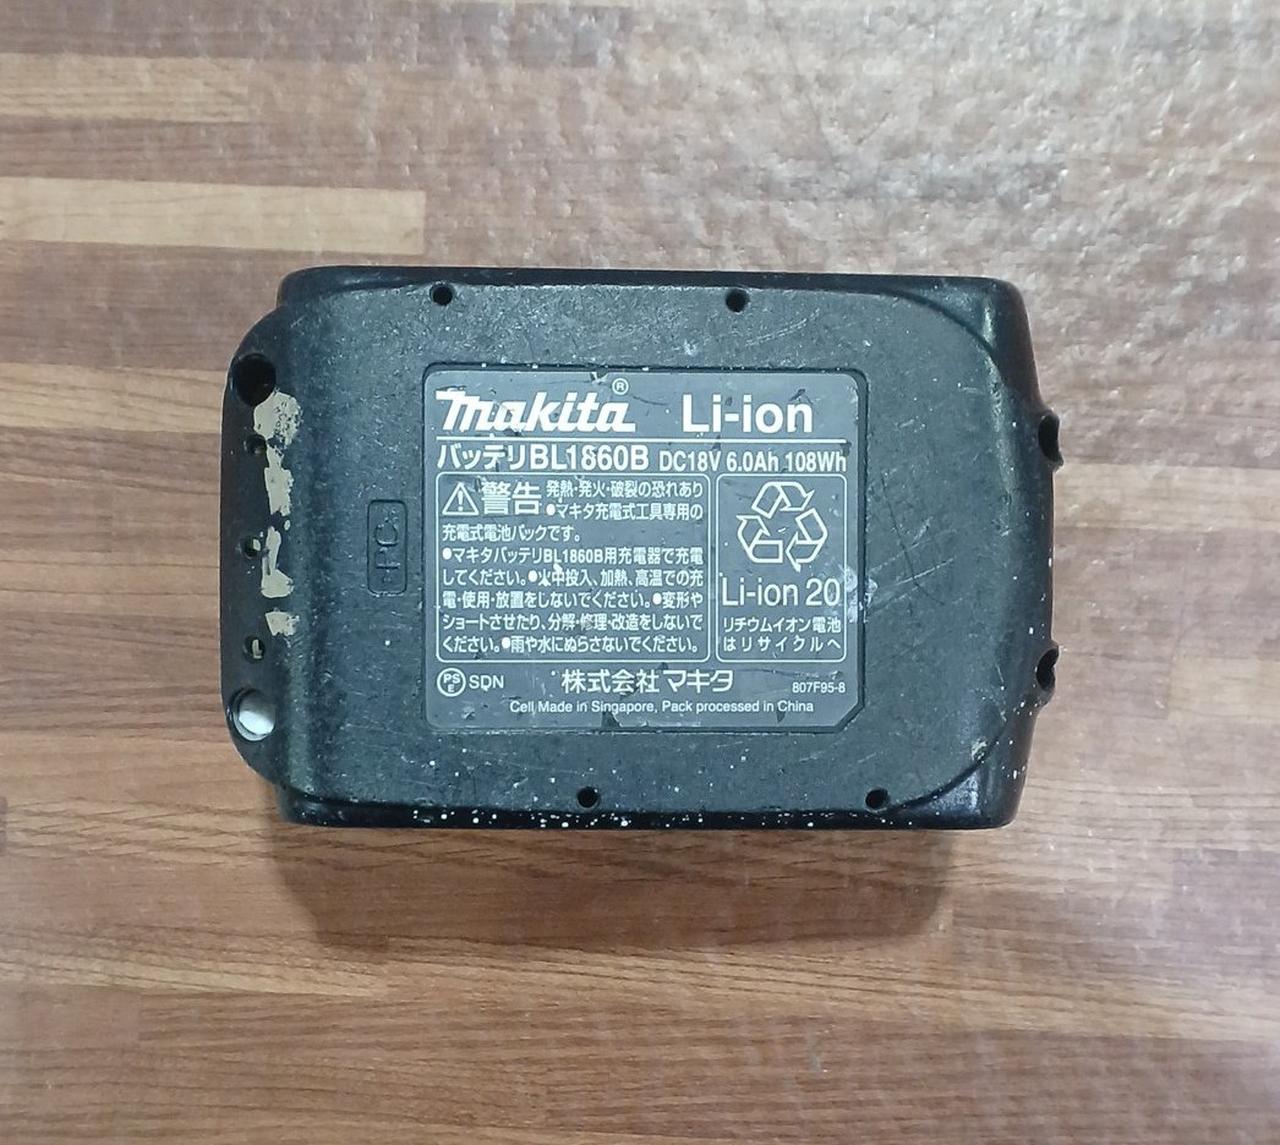 makita® Li-ion
バッテリBL1860B DC18V 6.0Ah 108Wh
警告 発熱・発火・破裂の恐れあり
●マキタ充電式工具専用の
充電式電池パックです。
●マキタバッテリBL1860B用充電器で充電
してください。●火中投入、加熱、高温での充
電・使用・放置をしないでください。●変形や
ショートさせたり、分解・修理・改造をしないで
ください。●雨や水にぬらさないでください。
Li-ion 20
リチウムイオン電池
はリサイクルへ
PSE SDN 株式会社マキタ 807F95-8
Cell Made in Singapore, Pack processed in China